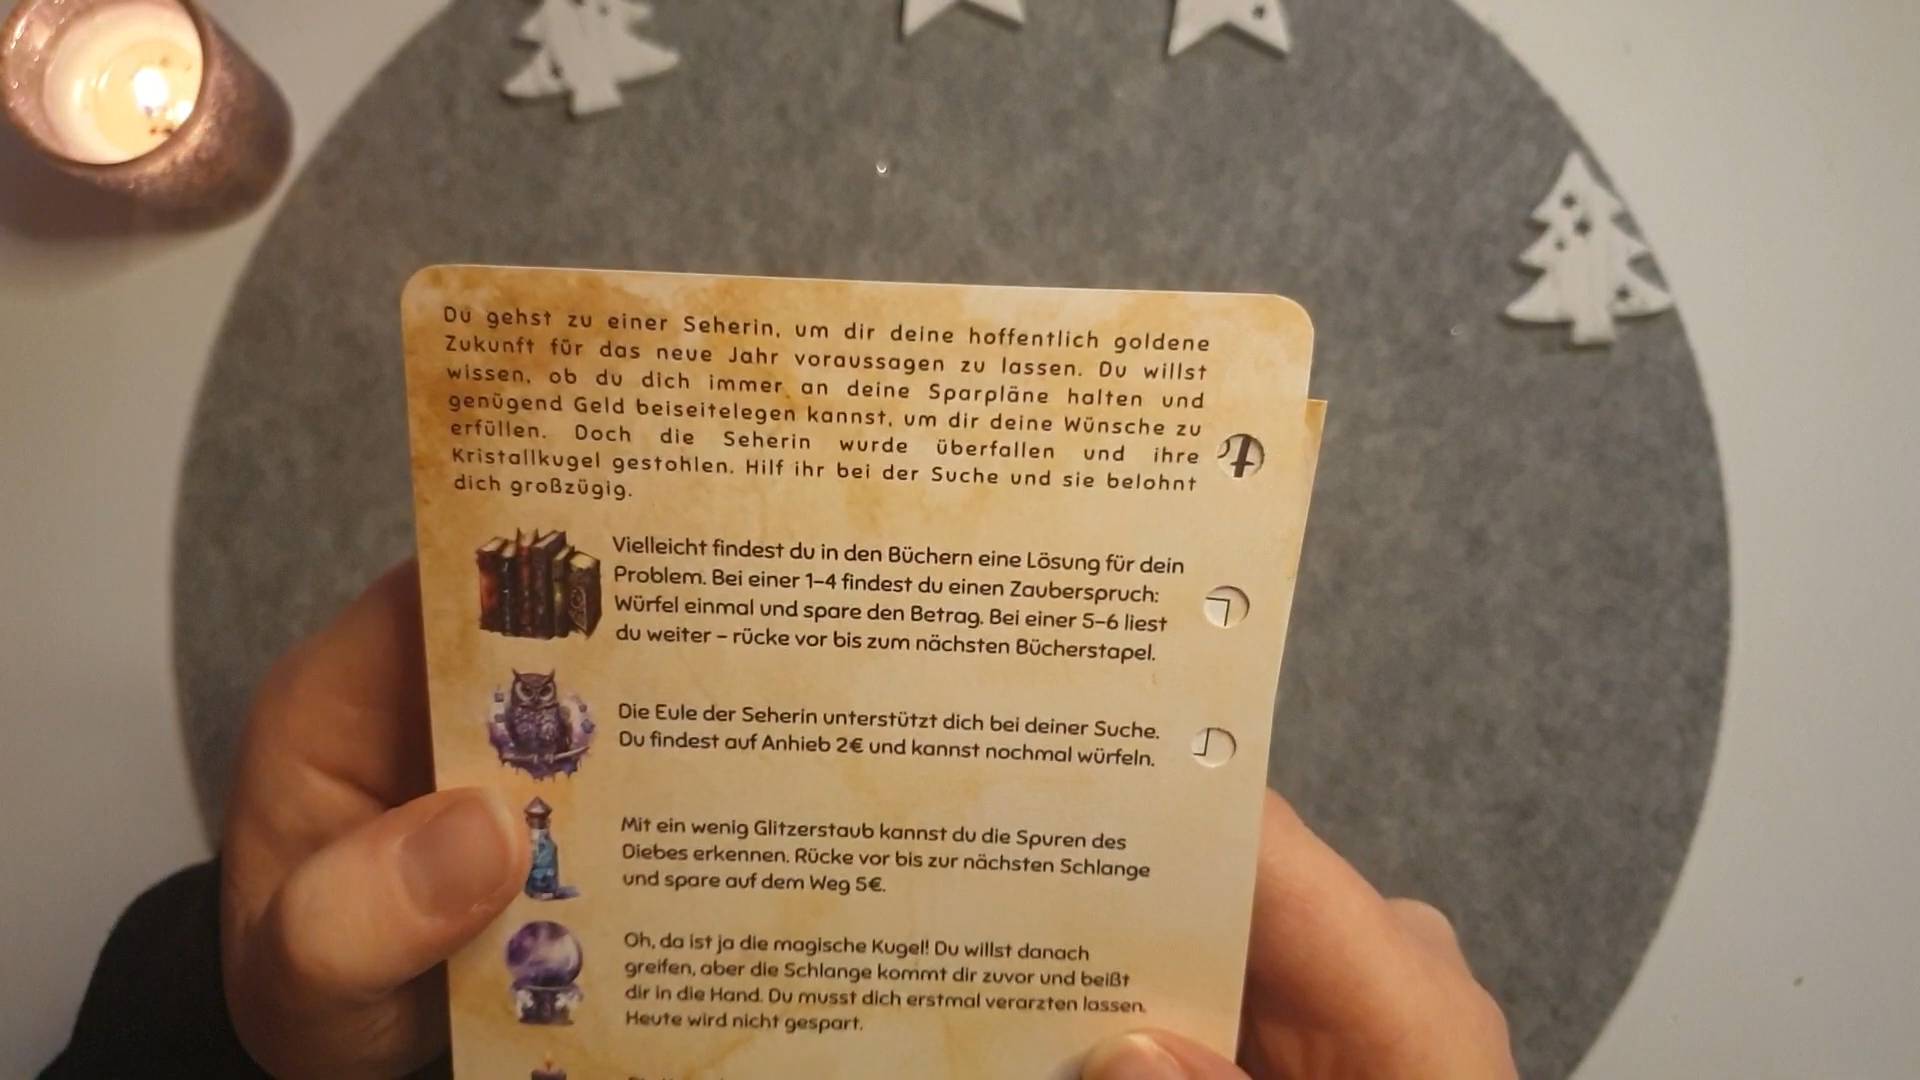 Du gehst zu einer Seherin, um dir deine hoffentlich goldene
Zukunft für das neue Jahr voraussagen zu lassen. Du willst
wissen, ob du dich immer an deine Sparpläne halten und
genügend Geld beiseitelegen kannst, um dir deine Wünsche zu
erfüllen. Doch die Seherin wurde überfallen und ihre
Kristallkugel gestohlen. Hilf ihr bei der Suche und sie belohnt
dich großzügig.
Vielleicht findest du in den Büchern eine Lösung für dein
Problem. Bei einer 1–4 findest du einen Zauberspruch:
Würfel einmal und spare den Betrag. Bei einer 5–6 liest
du weiter – rücke vor bis zum nächsten Bücherstapel.
Die Eule der Seherin unterstützt dich bei deiner Suche.
Du findest auf Anhieb 2€ und kannst nochmal würfeln.
Mit ein wenig Glitzerstaub kannst du die Spuren des
Diebes erkennen. Rücke vor bis zur nächsten Schlange
und spare auf dem Weg 5€.
Oh, da ist ja die magische Kugel! Du willst danach
greifen, aber die Schlange kommt dir zuvor und beißt
dir in die Hand. Du musst dich erstmal verarzten lassen.
Heute wird nicht gespart.